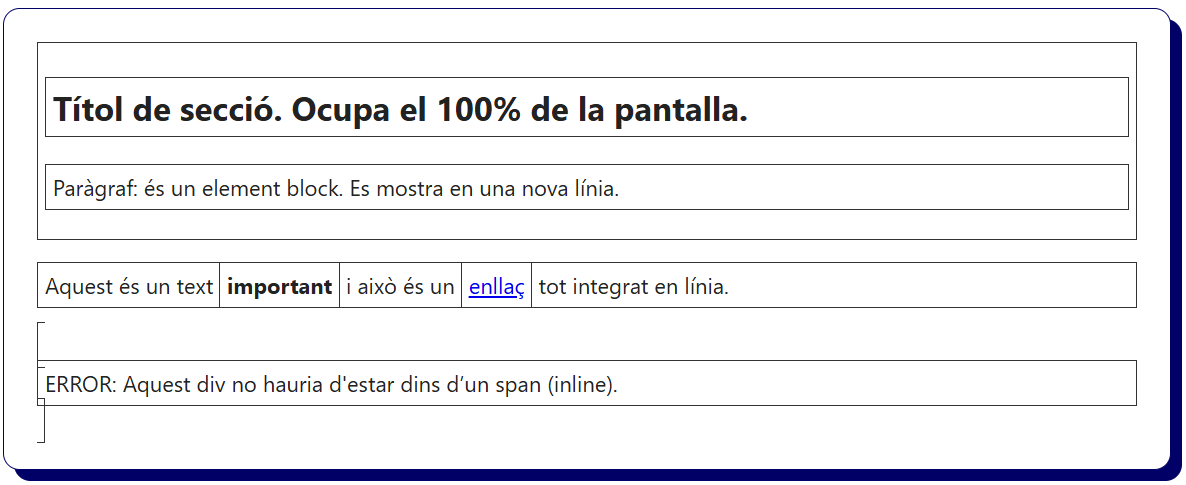 Títol de secció. Ocupa el 100% de la pantalla.
Paràgraf: és un element block. Es mostra en una nova línia.
Aquest és un text important i això és un enllaç tot integrat en línia.
ERROR: Aquest div no hauria d'estar dins d’un span (inline).